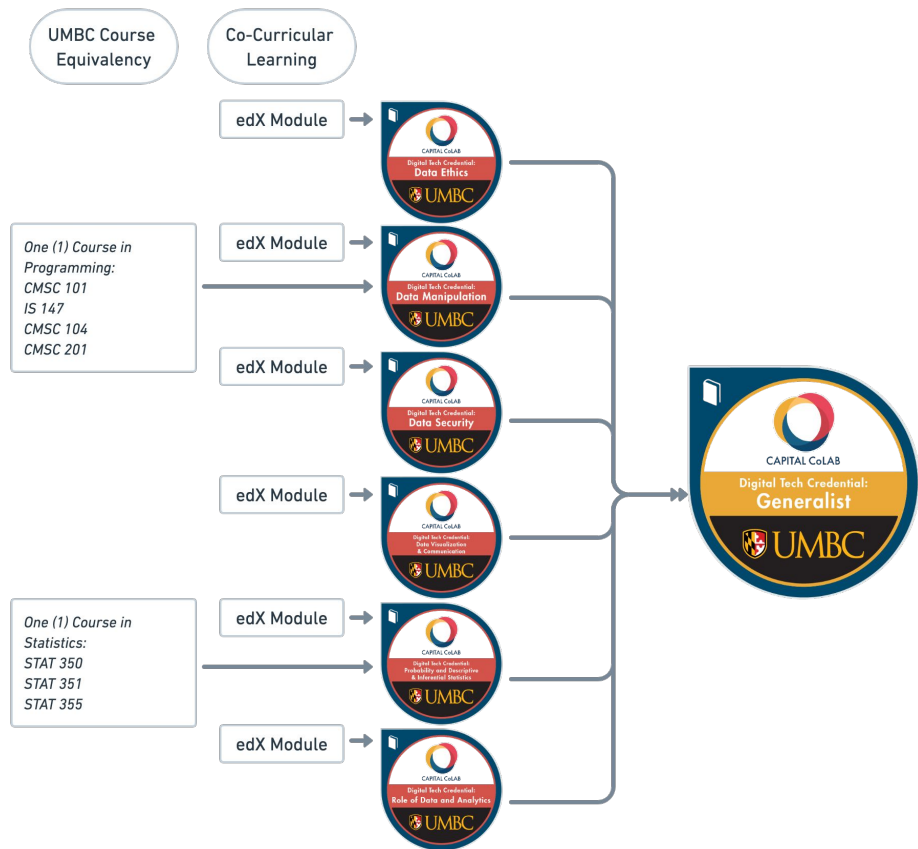 UMBC Course
Equivalency
Co-Curricular
Learning
edX Module
CAPITAL CoLAB
Digital Tech Credential:
Data Ethics
UMBC
One (1) Course in
Programming:
CMSC 101
IS 147
CMSC 104
CMSC 201
edX Module
CAPITAL CoLAB
Digital Tech Credential:
Data Manipulation
UMBC
edX Module
CAPITAL CoLAB
Digital Tech Credential:
Data Security
UMBC
CAPITAL CoLAB
Digital Tech Credential:
Generalist
UMBC
edX Module
CAPITAL CoLAB
Digital Tech Credential:
Data Visualization
& Communication
UMBC
One (1) Course in
Statistics:
STAT 350
STAT 351
STAT 355
edX Module
CAPITAL CoLAB
Digital Tech Credential:
Probability and Descriptive
& Inferential Statistics
UMBC
edX Module
CAPITAL CoLAB
Digital Tech Credential:
Role of Data and Analytics
UMBC